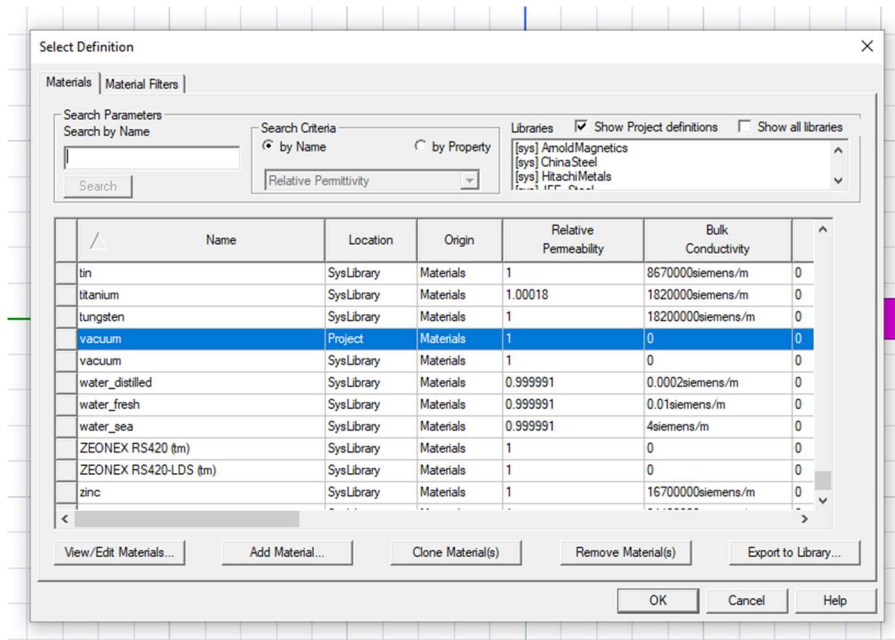 Select Definition
Materials Material Filters
Search Parameters
Search by Name
Search Criteria
by Name by Property
Libraries Show Project definitions Show all libraries
[sys] ArnoldMagnetics
[sys] ChinaSteel
[sys] HitachiMetals
Search
Relative Permittivity
/ Name Location Origin Relative Permeability Bulk Conductivity
tin SysLibrary Materials 1 8670000siemens/m 0
titanium SysLibrary Materials 1.00018 1820000siemens/m 0
tungsten SysLibrary Materials 1 18200000siemens/m 0
vacuum Project Materials 1 0 0
vacuum SysLibrary Materials 1 0 0
water_distilled SysLibrary Materials 0.999991 0.0002siemens/m 0
water_fresh SysLibrary Materials 0.999991 0.01siemens/m 0
water_sea SysLibrary Materials 0.999991 4siemens/m 0
ZEONEX RS420 (tm) SysLibrary Materials 1 0 0
ZEONEX RS420-LDS (tm) SysLibrary Materials 1 0 0
zinc SysLibrary Materials 1 16700000siemens/m 0
View/Edit Materials... Add Material... Clone Material(s) Remove Material(s) Export to Library...
OK Cancel Help